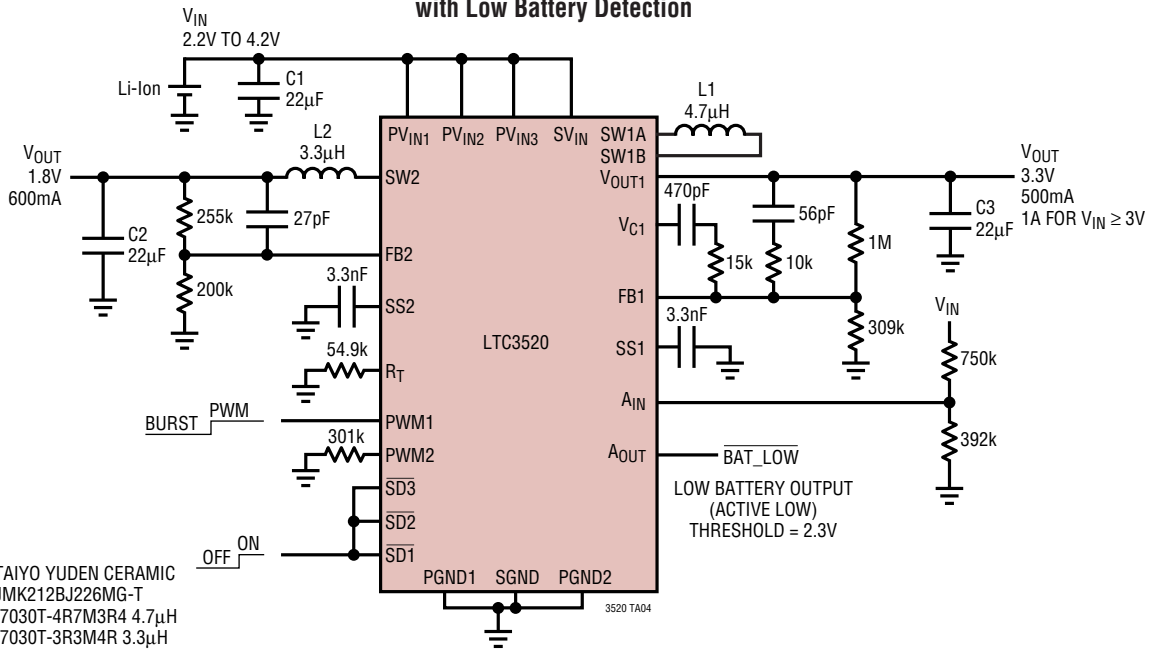 with Low Battery Detection
VIN
2.2V TO 4.2V
Li-Ion
C1
22µF
L1
4.7µH
L2
3.3µH
PVIN1 PVIN2 PVIN3 SVIN SW1A
SW1B
VOUT
1.8V
600mA
SW2
VOUT1
VOUT
3.3V
500mA
1A FOR VIN ≥ 3V
255k
27pF
470pF
56pF
C3
22µF
C2
22µF
VC1
1M
15k
10k
FB2
200k
3.3nF
SS2
FB1
3.3nF
VIN
309k
LTC3520
SS1
54.9k
RT
750k
AIN
BURST PWM
PWM1
301k
PWM2
392k
AOUT
BAT_LOW
SD3
LOW BATTERY OUTPUT
(ACTIVE LOW)
THRESHOLD = 2.3V
SD2
OFF ON
SD1
TAIYO YUDEN CERAMIC
JMK212BJ226MG-T
7030T-4R7M3R4 4.7µH
7030T-3R3M4R 3.3µH
PGND1 SGND PGND2
3520 TA04